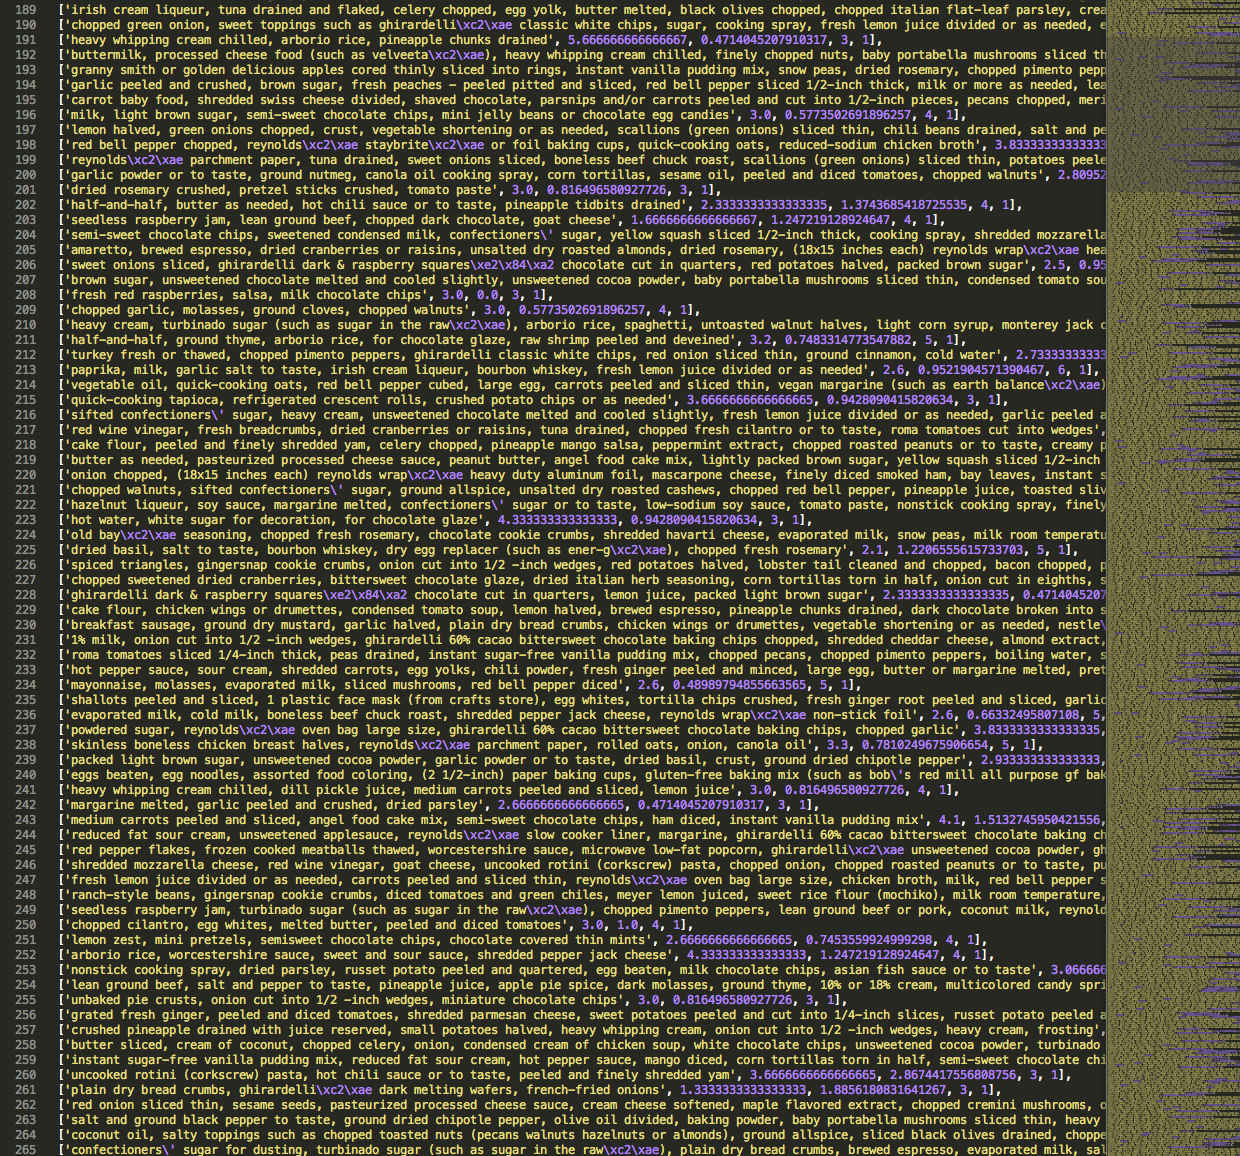 189 ['irish cream liqueur, tuna drained and flaked, celery chopped, egg yolk, butter melted, black olives chopped, chopped italian flat-leaf parsley, crea
190 ['chopped green onion, sweet toppings such as ghirardelli\xc2\xae classic white chips, sugar, cooking spray, fresh lemon juice divided or as needed, e
191 ['heavy whipping cream chilled, arborio rice, pineapple chunks drained', 5.666666666666667, 0.4714045207910317, 3, 1],
192 ['buttermilk, processed cheese food (such as velveeta\xc2\xae), heavy whipping cream chilled, finely chopped nuts, baby portabella mushrooms sliced th
193 ['granny smith or golden delicious apples cored thinly sliced into rings, instant vanilla pudding mix, snow peas, dried rosemary, chopped pimento pepp
194 ['garlic peeled and crushed, brown sugar, fresh peaches – peeled pitted and sliced, red bell pepper sliced 1/2-inch thick, milk or more as needed, lea
195 ['carrot baby food, shredded swiss cheese divided, shaved chocolate, parsnips and/or carrots peeled and cut into 1/2-inch pieces, pecans chopped, meri
196 ['milk, light brown sugar, semi-sweet chocolate chips, mini jelly beans or chocolate egg candies', 3.0, 0.5773502691896257, 4, 1],
197 ['lemon halved, green onions chopped, crust, vegetable shortening or as needed, scallions (green onions) sliced thin, chili beans drained, salt and pe
198 ['red bell pepper chopped, reynolds\xc2\xae staybrite\xc2\xae or foil baking cups, quick-cooking oats, reduced-sodium chicken broth', 3.8333333333333
199 ['reynolds\xc2\xae parchment paper, tuna drained, sweet onions sliced, boneless beef chuck roast, scallions (green onions) sliced thin, potatoes peele
200 ['garlic powder or to taste, ground nutmeg, canola oil cooking spray, corn tortillas, sesame oil, peeled and diced tomatoes, chopped walnuts', 2.80952
201 ['dried rosemary crushed, pretzel sticks crushed, tomato paste', 3.0, 0.816496580927726, 3, 1],
202 ['half-and-half, butter as needed, hot chili sauce or to taste, pineapple tidbits drained', 2.3333333333333335, 1.3743685418725535, 4, 1],
203 ['seedless raspberry jam, lean ground beef, chopped dark chocolate, goat cheese', 1.6666666666666667, 1.247219128924647, 4, 1],
204 ['semi-sweet chocolate chips, sweetened condensed milk, confectioners\' sugar, yellow squash sliced 1/2-inch thick, cooking spray, shredded mozzarella
205 ['amaretto, brewed espresso, dried cranberries or raisins, unsalted dry roasted almonds, dried rosemary, (18x15 inches each) reynolds wrap\xc2\xae hea
206 ['sweet onions sliced, ghirardelli dark & raspberry squares\xe2\x84\xa2 chocolate cut in quarters, red potatoes halved, packed brown sugar', 2.5, 0.95
207 ['brown sugar, unsweetened chocolate melted and cooled slightly, unsweetened cocoa powder, baby portabella mushrooms sliced thin, condensed tomato sou
208 ['fresh red raspberries, salsa, milk chocolate chips', 3.0, 0.0, 3, 1],
209 ['chopped garlic, molasses, ground cloves, chopped walnuts', 3.0, 0.5773502691896257, 4, 1],
210 ['heavy cream, turbinado sugar (such as sugar in the raw\xc2\xae), arborio rice, spaghetti, untoasted walnut halves, light corn syrup, monterey jack c
211 ['half-and-half, ground thyme, arborio rice, for chocolate glaze, raw shrimp peeled and deveined', 3.2, 0.7483314773547882, 5, 1],
212 ['turkey fresh or thawed, chopped pimento peppers, ghirardelli classic white chips, red onion sliced thin, ground cinnamon, cold water', 2.73333333333
213 ['paprika, milk, garlic salt to taste, irish cream liqueur, bourbon whiskey, fresh lemon juice divided or as needed', 2.6, 0.9521904571390467, 6, 1],
214 ['vegetable oil, quick-cooking oats, red bell pepper cubed, large egg, carrots peeled and sliced thin, vegan margarine (such as earth balance\xc2\xae)
215 ['quick-cooking tapioca, refrigerated crescent rolls, crushed potato chips or as needed', 3.6666666666666665, 0.9428090415820634, 3, 1],
216 ['sifted confectioners\' sugar, heavy cream, unsweetened chocolate melted and cooled slightly, fresh lemon juice divided or as needed, garlic peeled a
217 ['red wine vinegar, fresh breadcrumbs, dried cranberries or raisins, tuna drained, chopped fresh cilantro or to taste, roma tomatoes cut into wedges',
218 ['cake flour, peeled and finely shredded yam, celery chopped, pineapple mango salsa, peppermint extract, chopped roasted peanuts or to taste, creamy p
219 ['butter as needed, pasteurized processed cheese sauce, peanut butter, angel food cake mix, lightly packed brown sugar, yellow squash sliced 1/2-inch
220 ['onion chopped, (18x15 inches each) reynolds wrap\xc2\xae heavy duty aluminum foil, mascarpone cheese, finely diced smoked ham, bay leaves, instant s
221 ['chopped walnuts, sifted confectioners\' sugar, ground allspice, unsalted dry roasted cashews, chopped red bell pepper, pineapple juice, toasted sliv
222 ['hazelnut liqueur, soy sauce, margarine melted, confectioners\' sugar or to taste, low-sodium soy sauce, tomato paste, nonstick cooking spray, finely
223 ['hot water, white sugar for decoration, for chocolate glaze', 4.333333333333333, 0.9428090415820634, 3, 1],
224 ['old bay\xc2\xae seasoning, chopped fresh rosemary, chocolate cookie crumbs, shredded havarti cheese, evaporated milk, snow peas, milk room temperatu
225 ['dried basil, salt to taste, bourbon whiskey, dry egg replacer (such as ener-g\xc2\xae), chopped fresh rosemary', 2.1, 1.2206555615733703, 5, 1],
226 ['spiced triangles, gingersnap cookie crumbs, onion cut into 1/2 -inch wedges, red potatoes halved, lobster tail cleaned and chopped, bacon chopped, p
227 ['chopped sweetened dried cranberries, bittersweet chocolate glaze, dried italian herb seasoning, corn tortillas torn in half, onion cut in eighths, s
228 ['ghirardelli dark & raspberry squares\xe2\x84\xa2 chocolate cut in quarters, lemon juice, packed light brown sugar', 2.3333333333333335, 0.4714045207
229 ['cake flour, chicken wings or drumettes, condensed tomato soup, lemon halved, brewed espresso, pineapple chunks drained, dark chocolate broken into s
230 ['breakfast sausage, ground dry mustard, garlic halved, plain dry bread crumbs, chicken wings or drumettes, vegetable shortening or as needed, nestle\
231 ['1% milk, onion cut into 1/2 -inch wedges, ghirardelli 60% cacao bittersweet chocolate baking chips chopped, shredded cheddar cheese, almond extract,
232 ['roma tomatoes sliced 1/4-inch thick, peas drained, instant sugar-free vanilla pudding mix, chopped pecans, chopped pimento peppers, boiling water, s
233 ['hot pepper sauce, sour cream, shredded carrots, egg yolks, chili powder, fresh ginger peeled and minced, large egg, butter or margarine melted, pret
234 ['mayonnaise, molasses, evaporated milk, sliced mushrooms, red bell pepper diced', 2.6, 0.48989794855663565, 5, 1],
235 ['shallots peeled and sliced, 1 plastic face mask (from crafts store), egg whites, tortilla chips crushed, fresh ginger root peeled and sliced, garlic
236 ['evaporated milk, cold milk, boneless beef chuck roast, shredded pepper jack cheese, reynolds wrap\xc2\xae non-stick foil', 2.6, 0.66332495807108, 5,
237 ['powdered sugar, reynolds\xc2\xae oven bag large size, ghirardelli 60% cacao bittersweet chocolate baking chips, chopped garlic', 3.8333333333333335,
238 ['skinless boneless chicken breast halves, reynolds\xc2\xae parchment paper, rolled oats, onion, canola oil', 3.3, 0.7810249675906654, 5, 1],
239 ['packed light brown sugar, unsweetened cocoa powder, garlic powder or to taste, dried basil, crust, ground dried chipotle pepper', 2.933333333333,
240 ['eggs beaten, egg noodles, assorted food coloring, (2 1/2-inch) paper baking cups, gluten-free baking mix (such as bob\'s red mill all purpose gf bak
241 ['heavy whipping cream chilled, dill pickle juice, medium carrots peeled and sliced, lemon juice', 3.0, 0.816496580927726, 4, 1],
242 ['margarine melted, garlic peeled and crushed, dried parsley', 2.6666666666666665, 0.4714045207910317, 3, 1],
243 ['medium carrots peeled and sliced, angel food cake mix, semi-sweet chocolate chips, ham diced, instant vanilla pudding mix', 4.1, 1.5132745950421556,
244 ['reduced fat sour cream, unsweetened applesauce, reynolds\xc2\xae slow cooker liner, margarine, ghirardelli 60% cacao bittersweet chocolate baking ch
245 ['red pepper flakes, frozen cooked meatballs thawed, worcestershire sauce, microwave low-fat popcorn, ghirardelli\xc2\xae unsweetened cocoa powder, gh
246 ['shredded mozzarella cheese, red wine vinegar, goat cheese, uncooked rotini (corkscrew) pasta, chopped onion, chopped roasted peanuts or to taste, pu
247 ['fresh lemon juice divided or as needed, carrots peeled and sliced thin, reynolds\xc2\xae oven bag large size, chicken broth, milk, red bell pepper s
248 ['ranch-style beans, gingersnap cookie crumbs, diced tomatoes and green chiles, meyer lemon juiced, sweet rice flour (mochiko), milk room temperature,
249 ['seedless raspberry jam, turbinado sugar (such as sugar in the raw\xc2\xae), chopped pimento peppers, lean ground beef or pork, coconut milk, reynold
250 ['chopped cilantro, egg whites, melted butter, peeled and diced tomatoes', 3.0, 1.0, 4, 1],
251 ['lemon zest, mini pretzels, semisweet chocolate chips, chocolate covered thin mints', 2.6666666666666665, 0.7453559924999298, 4, 1],
252 ['arborio rice, worcestershire sauce, sweet and sour sauce, shredded pepper jack cheese', 4.333333333333333, 1.247219128924647, 4, 1],
253 ['nonstick cooking spray, dried parsley, russet potato peeled and quartered, egg beaten, milk chocolate chips, asian fish sauce or to taste', 3.066666
254 ['lean ground beef, salt and pepper to taste, pineapple juice, apple pie spice, dark molasses, ground thyme, 10% or 18% cream, multicolored candy spri
255 ['unbaked pie crusts, onion cut into 1/2 -inch wedges, miniature chocolate chips', 3.0, 0.816496580927726, 3, 1],
256 ['grated fresh ginger, peeled and diced tomatoes, shredded parmesan cheese, sweet potatoes peeled and cut into 1/4-inch slices, russet potato peeled a
257 ['crushed pineapple drained with juice reserved, small potatoes halved, heavy whipping cream, onion cut into 1/2 -inch wedges, heavy cream, frosting',
258 ['butter sliced, cream of coconut, chopped celery, onion, condensed cream of chicken soup, white chocolate chips, unsweetened cocoa powder, turbinado
259 ['instant sugar-free vanilla pudding mix, reduced fat sour cream, hot pepper sauce, mango diced, corn tortillas torn in half, semi-sweet chocolate chi
260 ['uncooked rotini (corkscrew) pasta, hot chili sauce or to taste, peeled and finely shredded yam', 3.6666666666666665, 2.8674417556808756, 3, 1],
261 ['plain dry bread crumbs, ghirardelli\xc2\xae dark melting wafers, french-fried onions', 1.3333333333333333, 1.8856180831641267, 3, 1],
262 ['red onion sliced thin, sesame seeds, pasteurized processed cheese sauce, cream cheese softened, maple flavored extract, chopped cremini mushrooms, c
263 ['salt and ground black pepper to taste, ground dried chipotle pepper, olive oil divided, baking powder, baby portabella mushrooms sliced thin, heavy
264 ['coconut oil, salty toppings such as chopped toasted nuts (pecans walnuts hazelnuts or almonds), ground allspice, sliced black olives drained, choppe
265 ['confectioners\' sugar for dusting, turbinado sugar (such as sugar in the raw\xc2\xae), plain dry bread crumbs, brewed espresso, evaporated milk, sal